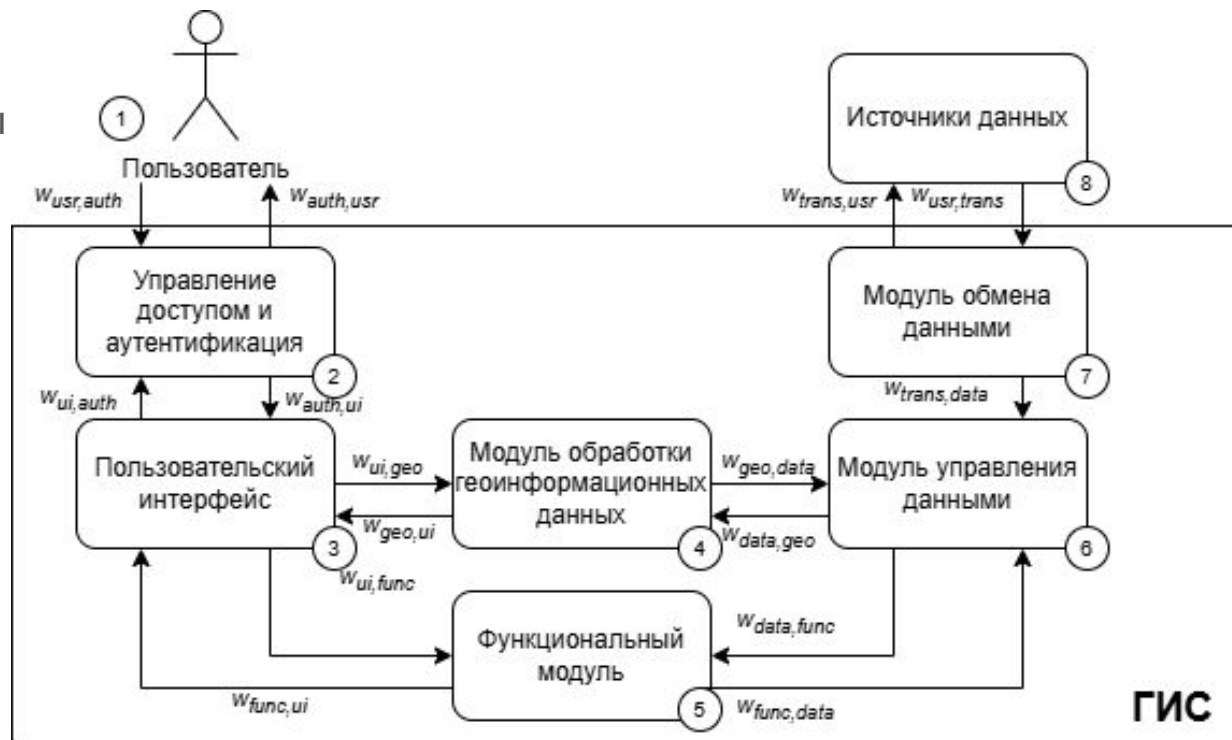 1
Пользователь
w_usr,auth
w_auth,usr
Источники данных
8
w_trans,usr
w_usr,trans
Управление
доступом и
аутентификация
2
Модуль обмена
данными
7
w_ui,auth
w_auth,ui
w_trans,data
Пользовательский
интерфейс
3
w_ui,geo
w_geo,ui
Модуль обработки
геоинформационных
данных
4
w_geo,data
w_data,geo
Модуль управления
данными
6
w_ui,func
w_func,ui
Функциональный
модуль
5
w_data,func
w_func,data
ГИС